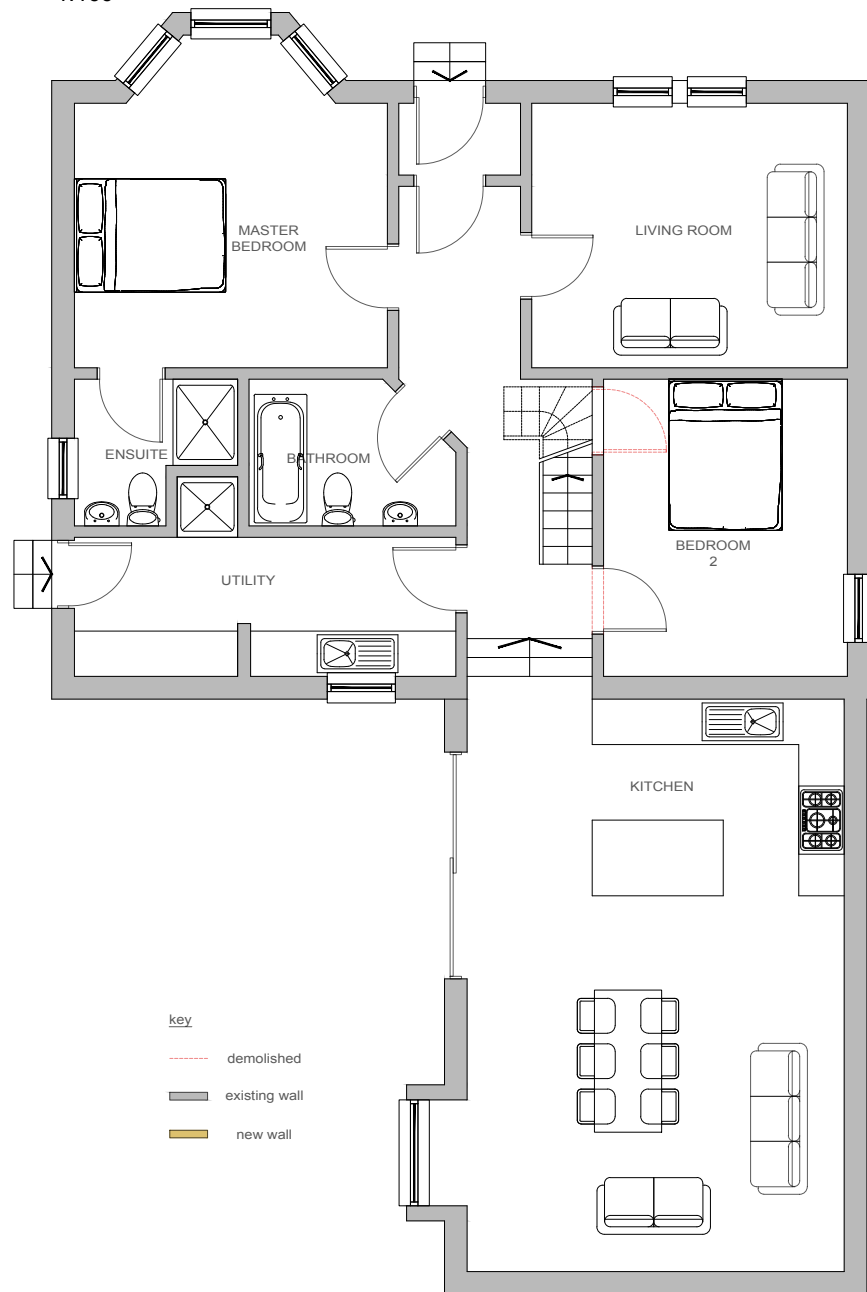 MASTER
BEDROOM
LIVING ROOM
ENSUITE
BATHROOM
BEDROOM
2
UTILITY
KITCHEN
key
demolished
existing wall
new wall